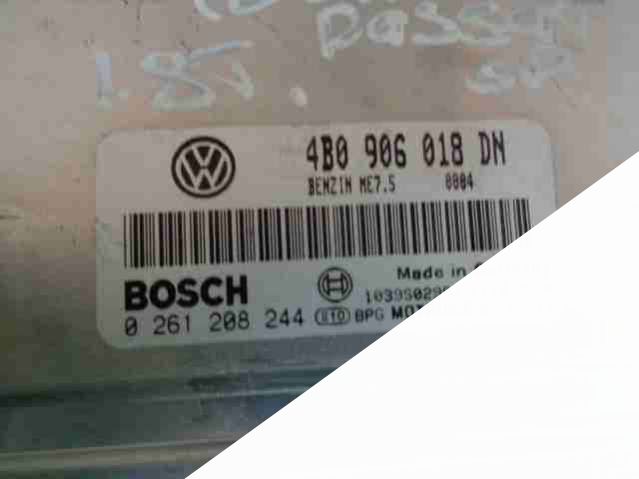 Passat
1.8T.
4B0 906 018 DN
BENZIN ME7.5 0004
Made in
BOSCH
0 261 208 244 BPG